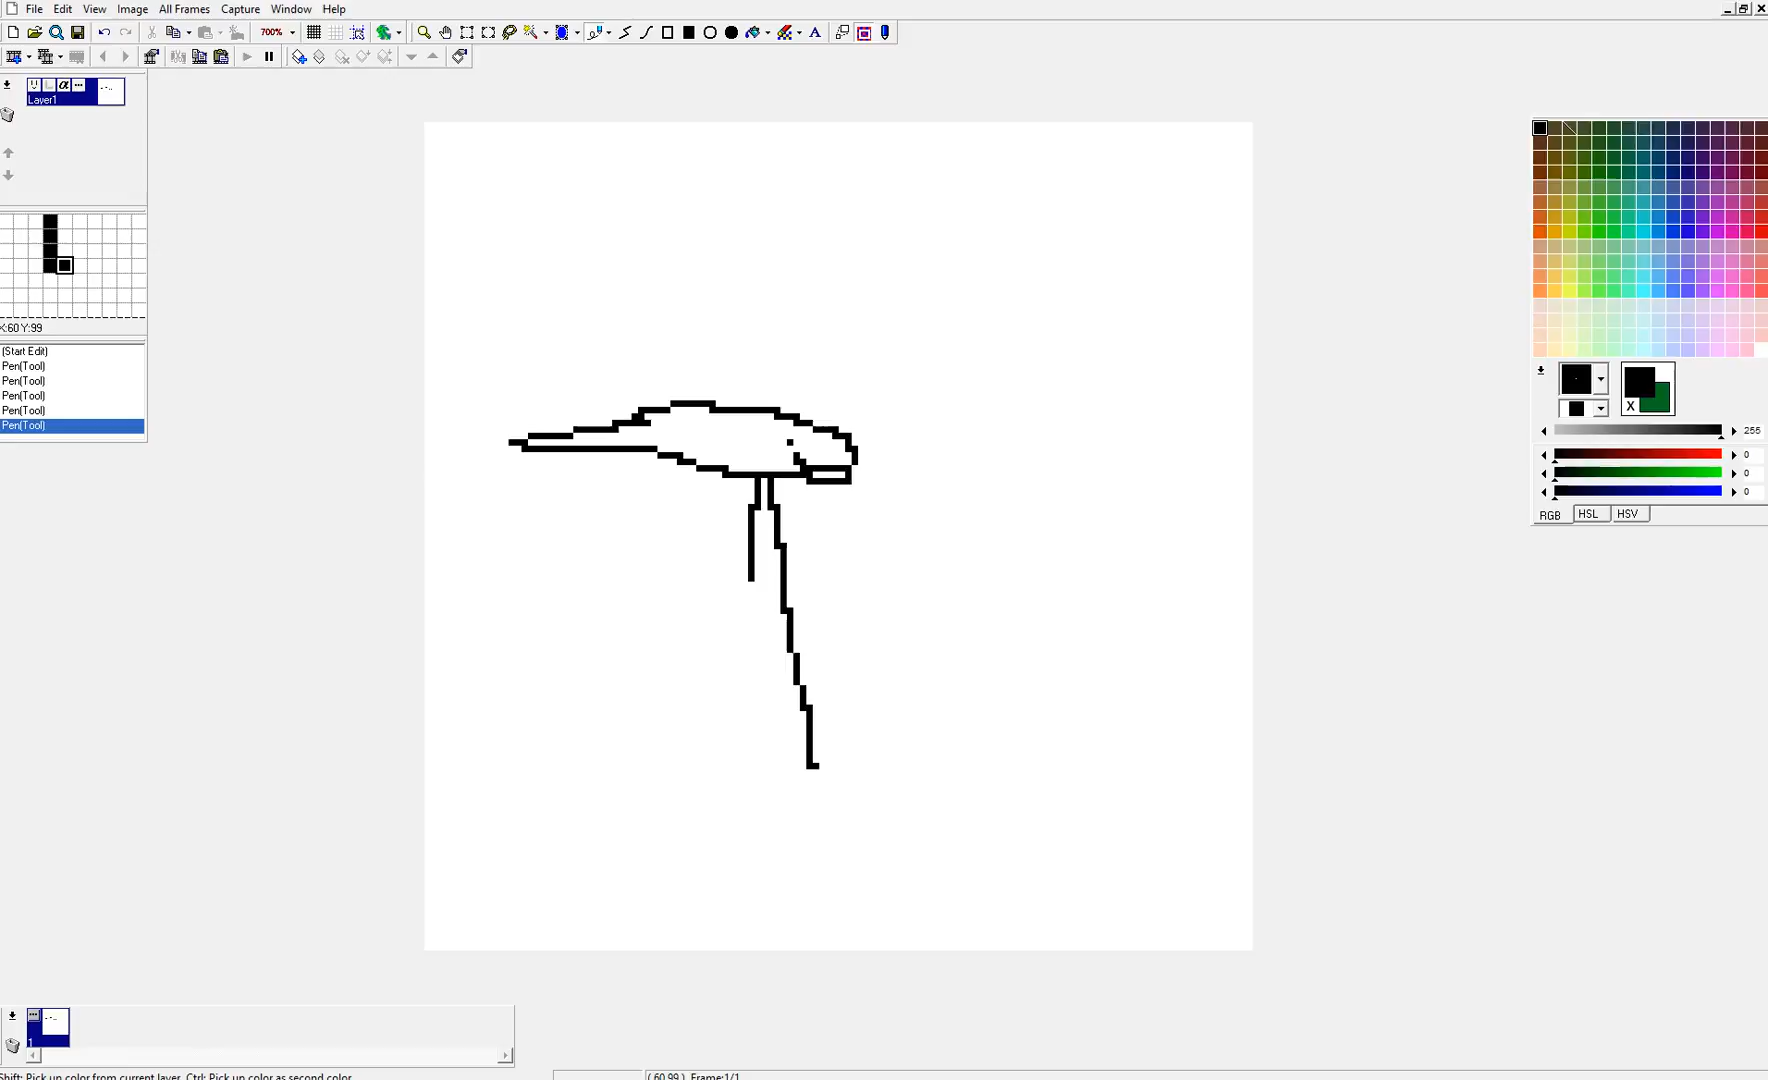 File Edit View Image All Frames Capture Window Help
700%
A
α
Layer1
X:60 Y:99
(Start Edit)
Pen(Tool)
Pen(Tool)
Pen(Tool)
Pen(Tool)
Pen(Tool)
X
255
0
0
0
RGB HSL HSV
1
Shift: Pick up color from current layer, Ctrl: Pick up color as second color
( 60,99 ) Frame:1/1